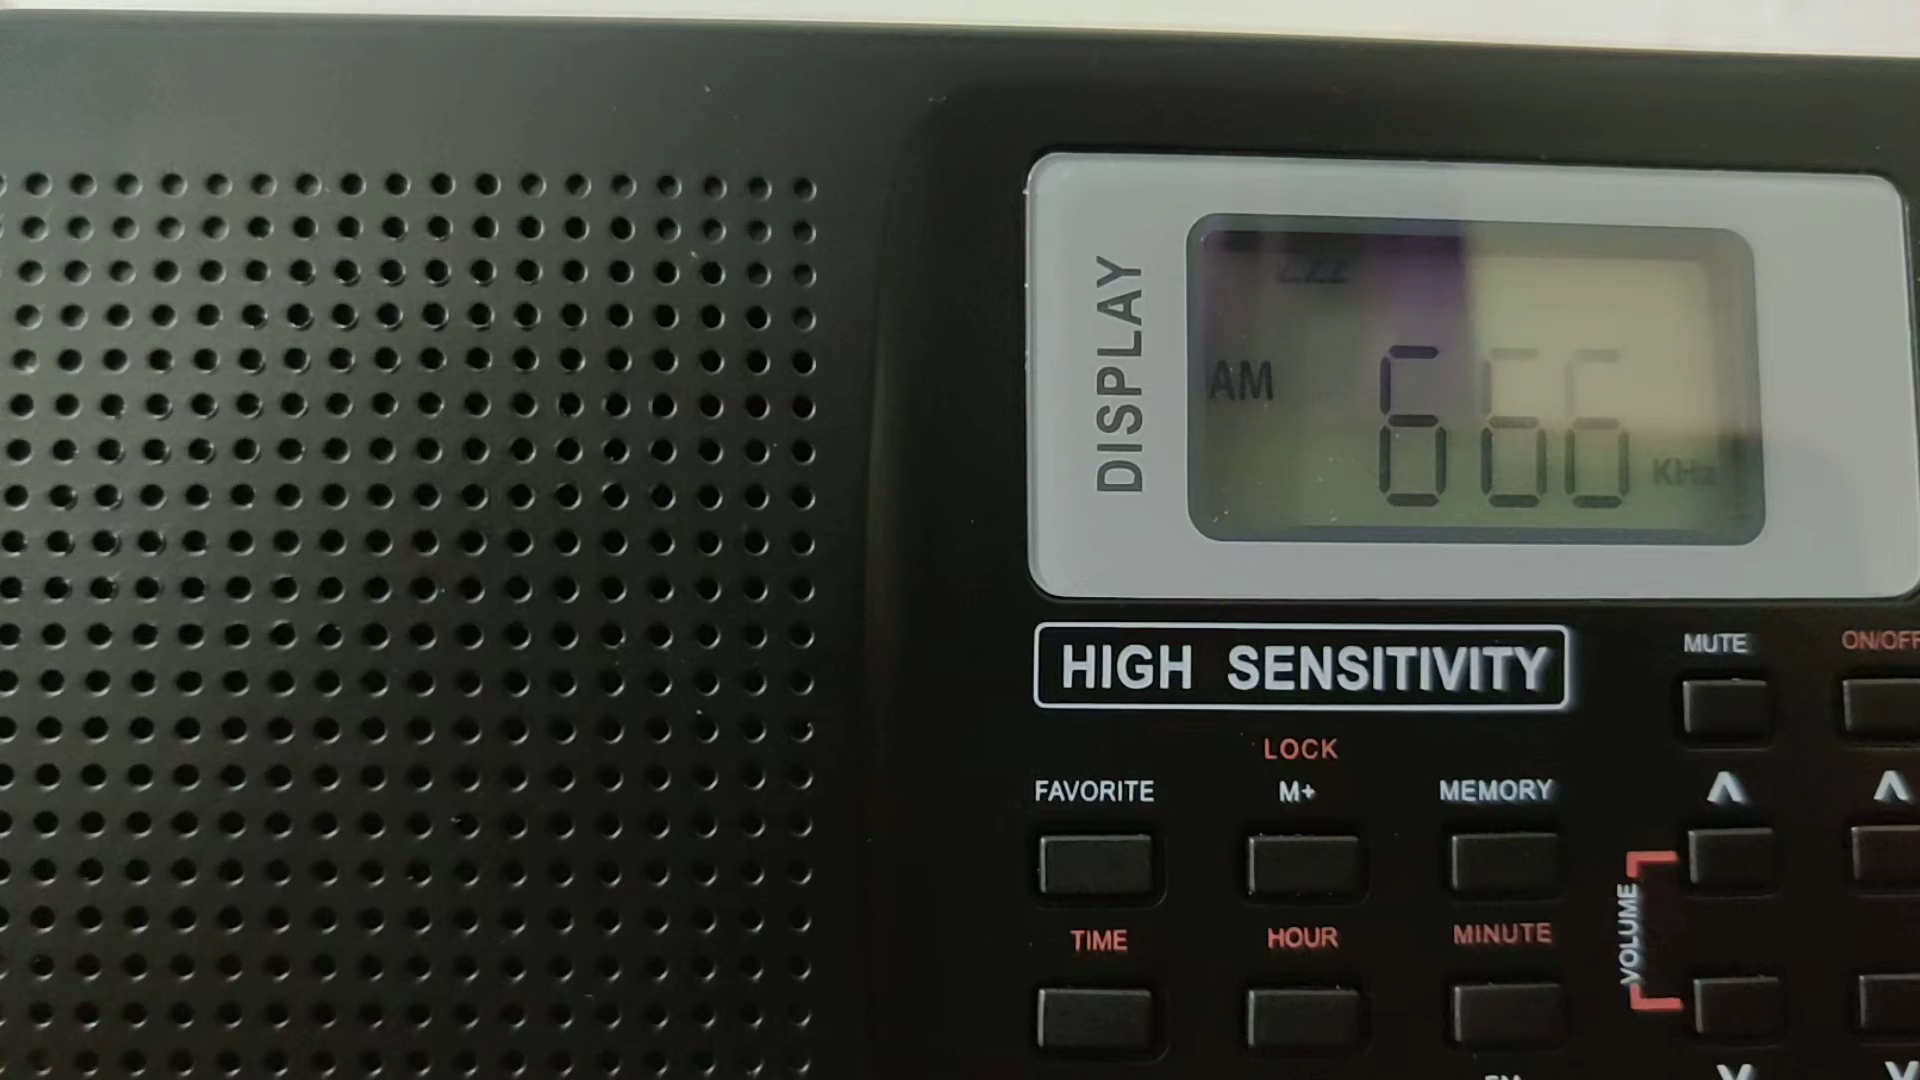 DISPLAY
AM
666
KHz
HIGH SENSITIVITY
MUTE
ON/OFF
LOCK
FAVORITE
M+
MEMORY
VOLUME
TIME
HOUR
MINUTE